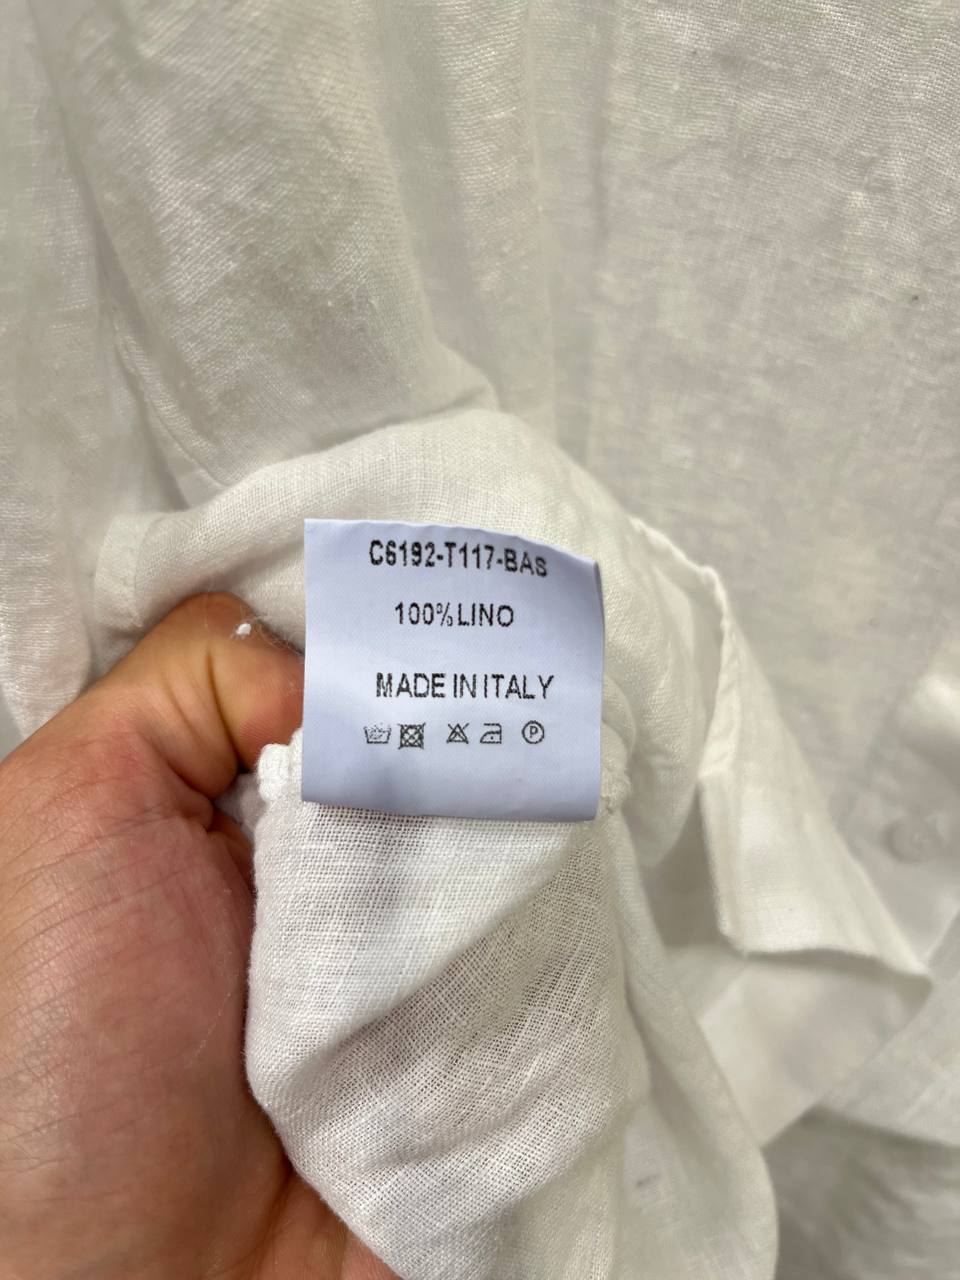 C6192-T117-BAS
100%LINO
MADE IN ITALY
P